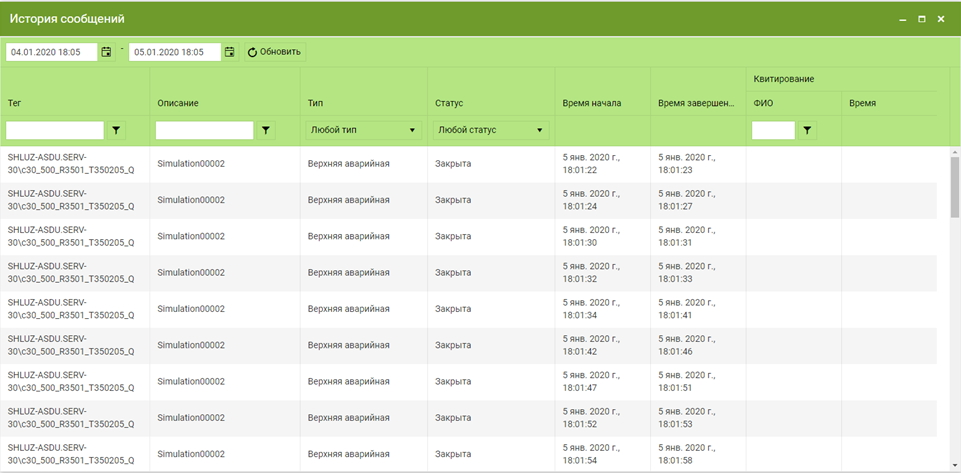 История сообщений
04.01.2020 18:05 - 05.01.2020 18:05 Обновить
Квитирование
Тег Описание Тип Статус Время начала Время завершен... ФИО Время
Любой тип Любой статус
SHLUZ-ASDU.SERV- 5 янв. 2020 г., 5 янв. 2020 г.,
Simulation00002 Верхняя аварийная Закрыта
30\c30_500_R3501_T350205_Q 18:01:22 18:01:23
SHLUZ-ASDU.SERV- 5 янв. 2020 г., 5 янв. 2020 г.,
Simulation00002 Верхняя аварийная Закрыта
30\c30_500_R3501_T350205_Q 18:01:24 18:01:27
SHLUZ-ASDU.SERV- 5 янв. 2020 г., 5 янв. 2020 г.,
Simulation00002 Верхняя аварийная Закрыта
30\c30_500_R3501_T350205_Q 18:01:30 18:01:31
SHLUZ-ASDU.SERV- 5 янв. 2020 г., 5 янв. 2020 г.,
Simulation00002 Верхняя аварийная Закрыта
30\c30_500_R3501_T350205_Q 18:01:32 18:01:33
SHLUZ-ASDU.SERV- 5 янв. 2020 г., 5 янв. 2020 г.,
Simulation00002 Верхняя аварийная Закрыта
30\c30_500_R3501_T350205_Q 18:01:34 18:01:41
SHLUZ-ASDU.SERV- 5 янв. 2020 г., 5 янв. 2020 г.,
Simulation00002 Верхняя аварийная Закрыта
30\c30_500_R3501_T350205_Q 18:01:42 18:01:46
SHLUZ-ASDU.SERV- 5 янв. 2020 г., 5 янв. 2020 г.,
Simulation00002 Верхняя аварийная Закрыта
30\c30_500_R3501_T350205_Q 18:01:47 18:01:51
SHLUZ-ASDU.SERV- 5 янв. 2020 г., 5 янв. 2020 г.,
Simulation00002 Верхняя аварийная Закрыта
30\c30_500_R3501_T350205_Q 18:01:52 18:01:53
SHLUZ-ASDU.SERV- 5 янв. 2020 г., 5 янв. 2020 г.,
Simulation00002 Верхняя аварийная Закрыта
30\c30_500_R3501_T350205_Q 18:01:54 18:01:58